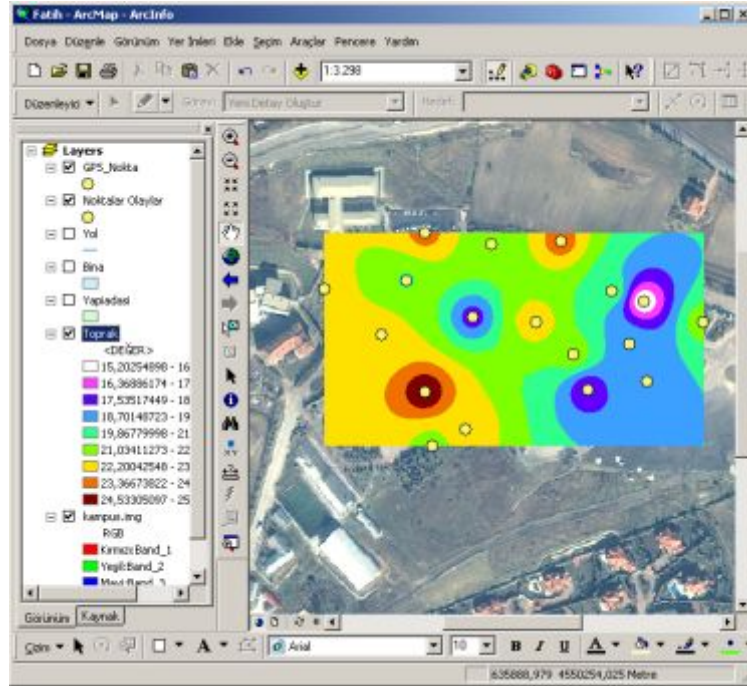 Fatih - ArcMap - ArcInfo
Dosya Düzenle Görünüm Yer İmleri Ekle Seçim Araçlar Pencere Yardım
1:3.298
Düzenleyici Görev: Yeni Detay Oluştur Hedef:
Layers
GPS_Nokta
Noktalar Olaylar
Yol
Bina
Yapiadasi
Toprak
<DEĞER>
15,20254898 - 16
16,36886174 - 17
17,53517449 - 18
18,70148723 - 19
19,86779998 - 21
21,03411273 - 22
22,20042548 - 23
23,36673822 - 24
24,53305097 - 25
kampus.img
RGB
Kırmızı:Band_1
Yeşil:Band_2
Mavi:Band_3
Görünüm Kaynak
Çizim A Arial 10 B I U A
635888,979 4550254,025 Metre